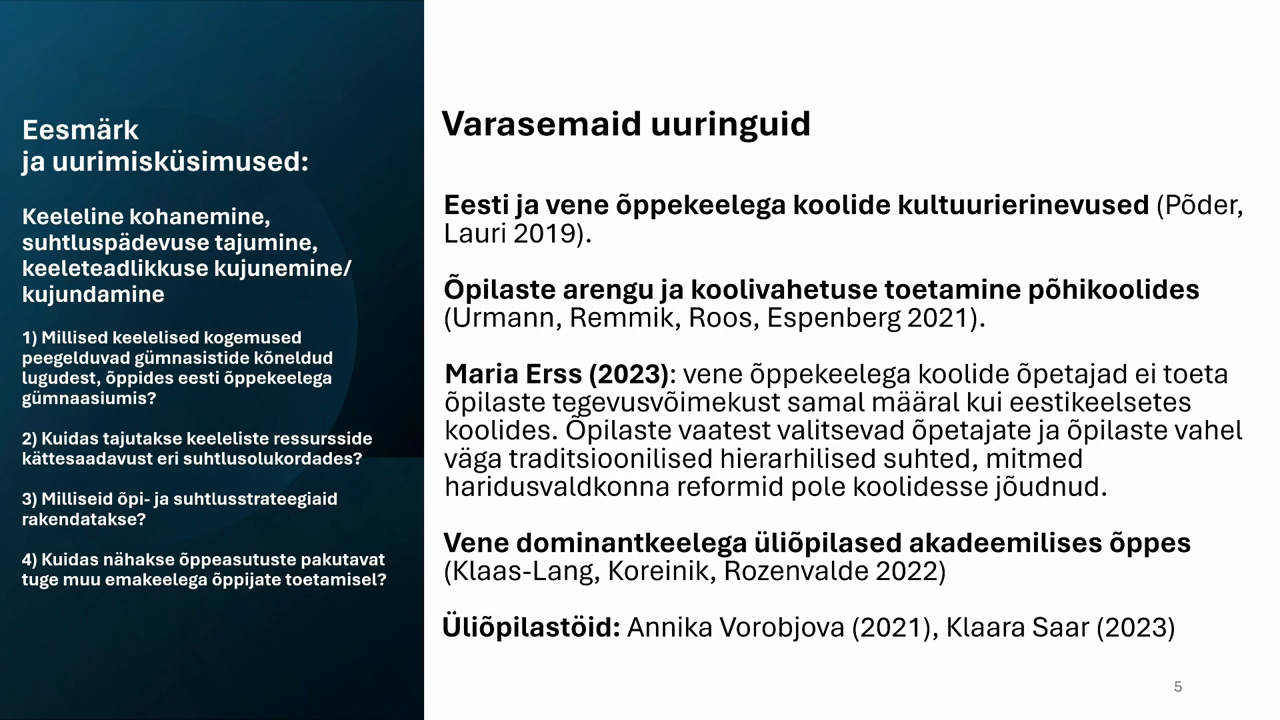 Eesmärk
ja uurimisküsimused:
Keeleline kohanemine,
suhtluspädevuse tajumine,
keeleteadlikkuse kujunemine/
kujundamine
1) Millised keelelised kogemused
peegelduvad gümnasistide kõneldud
lugudest, õppides eesti õppekeelega
gümnaasiumis?
2) Kuidas tajutakse keeleliste ressursside
kättesaadavust eri suhtlusolukordades?
3) Milliseid õpi- ja suhtlusstrateegiaid
rakendatakse?
4) Kuidas nähakse õppeasutuste pakutavat
tuge muu emakeelega õppijate toetamisel?
Varasemaid uuringuid
Eesti ja vene õppekeelega koolide kultuurierinevused (Põder,
Lauri 2019).
Õpilaste arengu ja koolivahetuse toetamine põhikoolides
(Urmann, Remmik, Roos, Espenberg 2021).
Maria Erss (2023): vene õppekeelega koolide õpetajad ei toeta
õpilaste tegevusvõimekust samal määral kui eestikeelsetes
koolides. Õpilaste vaatest valitsevad õpetajate ja õpilaste vahel
väga traditsioonilised hierarhilised suhted, mitmed
haridusvaldkonna reformid pole koolidesse jõudnud.
Vene dominantkeelega üliõpilased akadeemilises õppes
(Klaas-Lang, Koreinik, Rozenvalde 2022)
Üliõpilastöid: Annika Vorobjova (2021), Klaara Saar (2023)
5